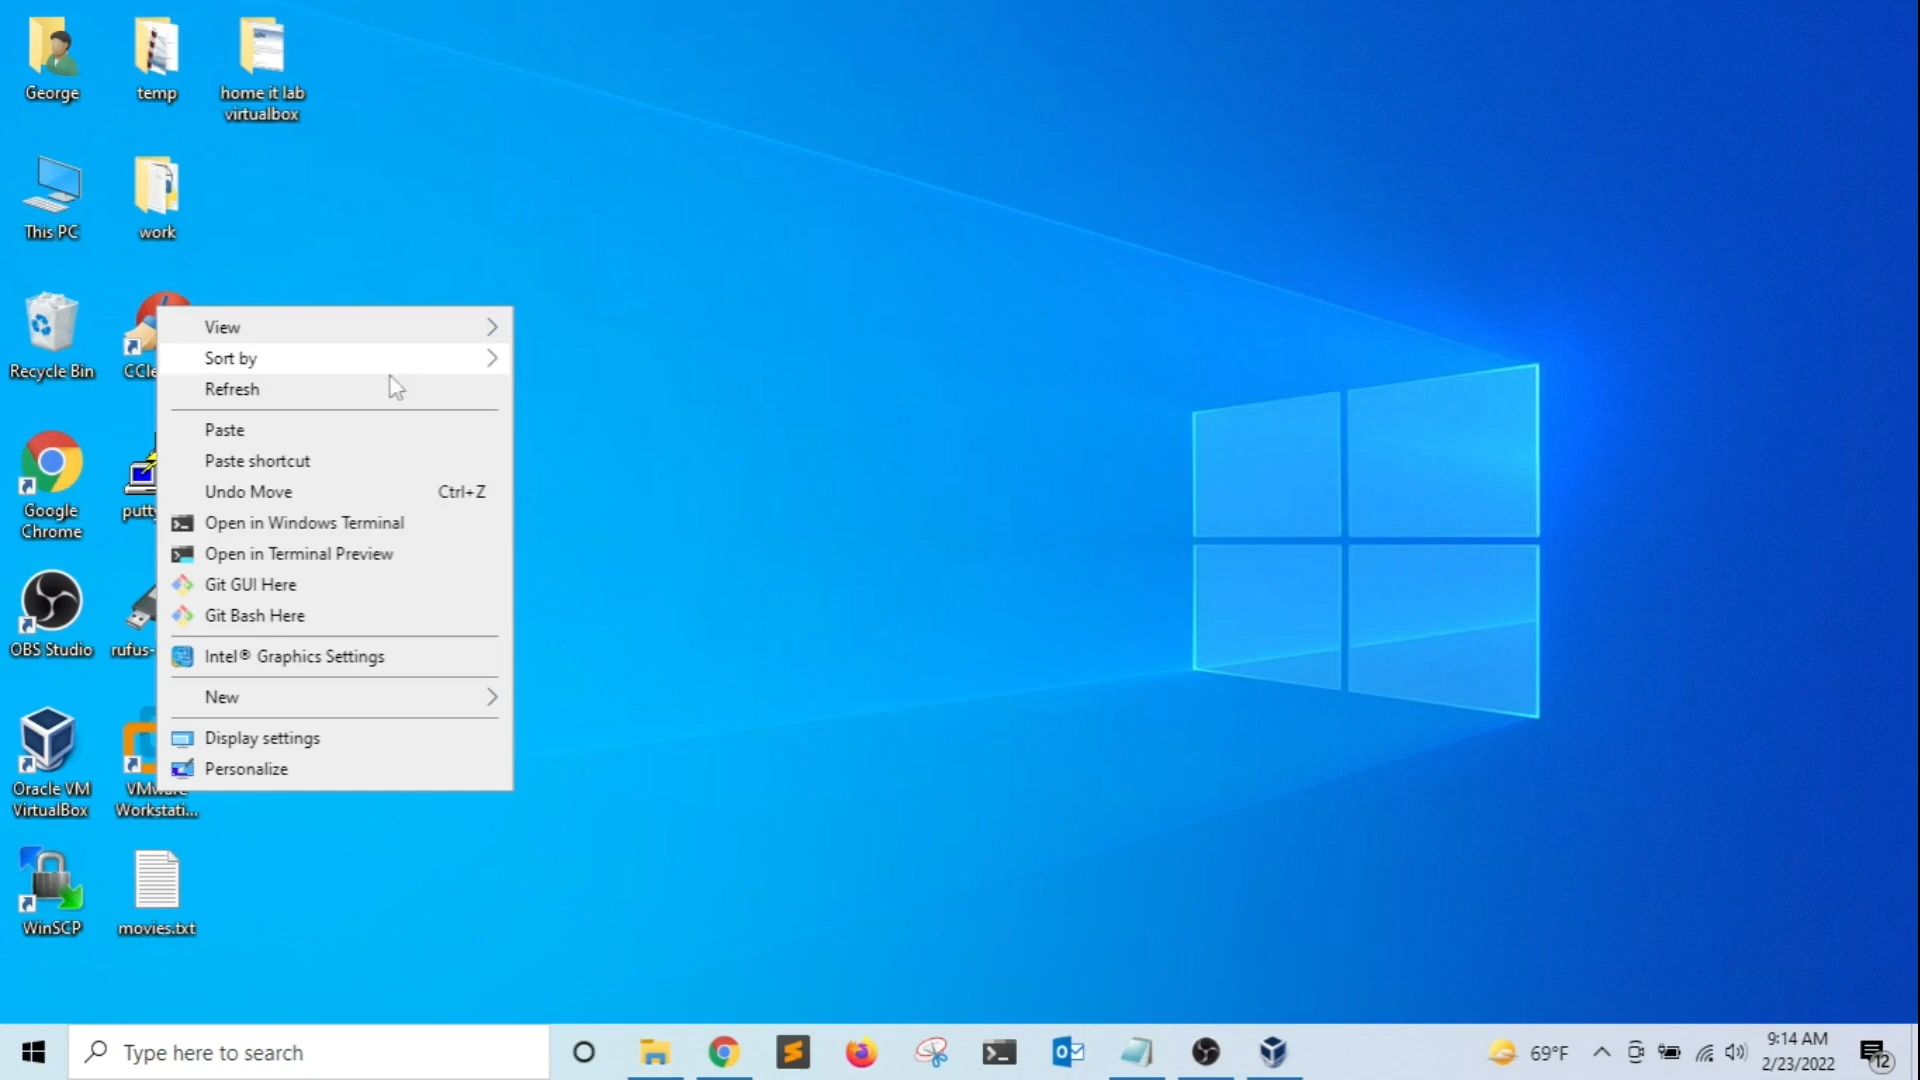 George
temp
home it lab
virtualbox
This PC
work
Recycle Bin
CCle
Google
Chrome
putty
OBS Studio
rufus-
Oracle VM
VirtualBox
VMware
Workstati...
WinSCP
movies.txt
View
Sort by
Refresh
Paste
Paste shortcut
Undo Move Ctrl+Z
Open in Windows Terminal
Open in Terminal Preview
Git GUI Here
Git Bash Here
Intel® Graphics Settings
New
Display settings
Personalize
Type here to search
69°F
9:14 AM
2/23/2022
12